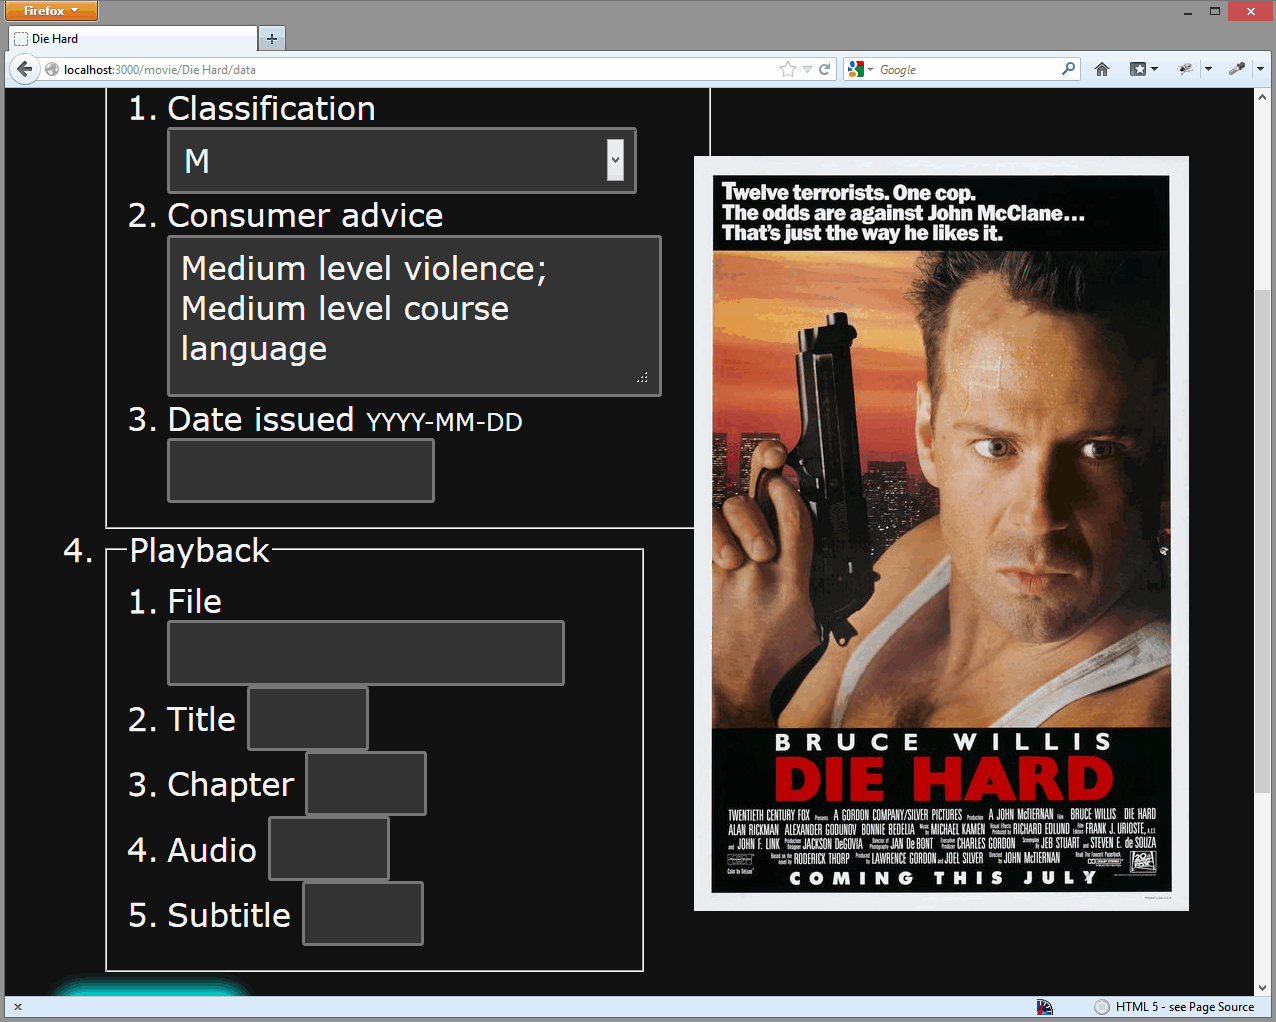 Firefox
Die Hard
localhost:3000/movie/Die Hard/data
Google
1. Classification
M
2. Consumer advice
Medium level violence;
Medium level course
language
3. Date issued YYYY-MM-DD
4. Playback
1. File
2. Title
3. Chapter
4. Audio
5. Subtitle
Twelve terrorists. One cop.
The odds are against John McClane...
That's just the way he likes it.
BRUCE WILLIS
DIE HARD
TWENTIETH CENTURY FOX Presents A GORDON COMPANY/SILVER PICTURES Production A JOHN McTIERNAN Film BRUCE WILLIS DIE HARD
ALAN RICKMAN ALEXANDER GODUNOV BONNIE BEDELIA Music by MICHAEL KAMEN Visual Effects Produced by RICHARD EDLUND Film Editors FRANK J. URIOSTE, A.C.E.
and JOHN F. LINK Production Designer JACKSON DeGOVIA Director of Photography JAN DE BONT Executive Producer CHARLES GORDON Screenplay By JEB STUART and STEVEN E. de SOUZA
Based on the novel by RODERICK THORP Produced by LAWRENCE GORDON and JOEL SILVER Directed by JOHN McTIERNAN Read The Fawcett Paperback
Color by DeLuxe
COMING THIS JULY
HTML 5 - see Page Source